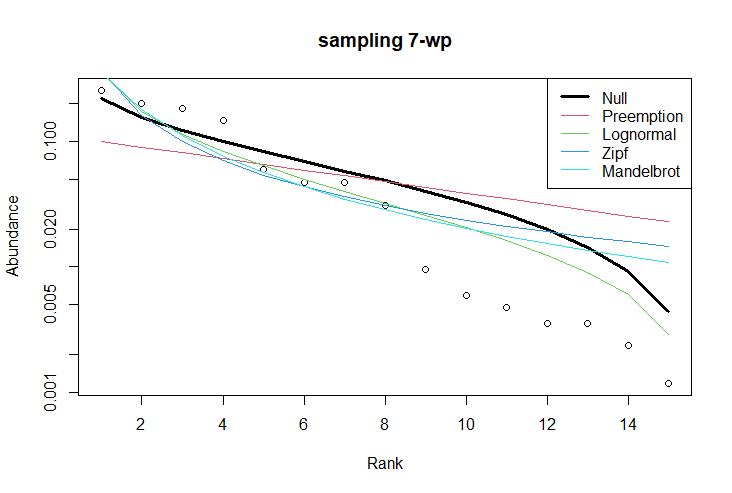 sampling 7-wp
Null
Preemption
Lognormal
Zipf
Mandelbrot
Abundance
0.100
0.020
0.005
0.001
2 4 6 8 10 12 14
Rank